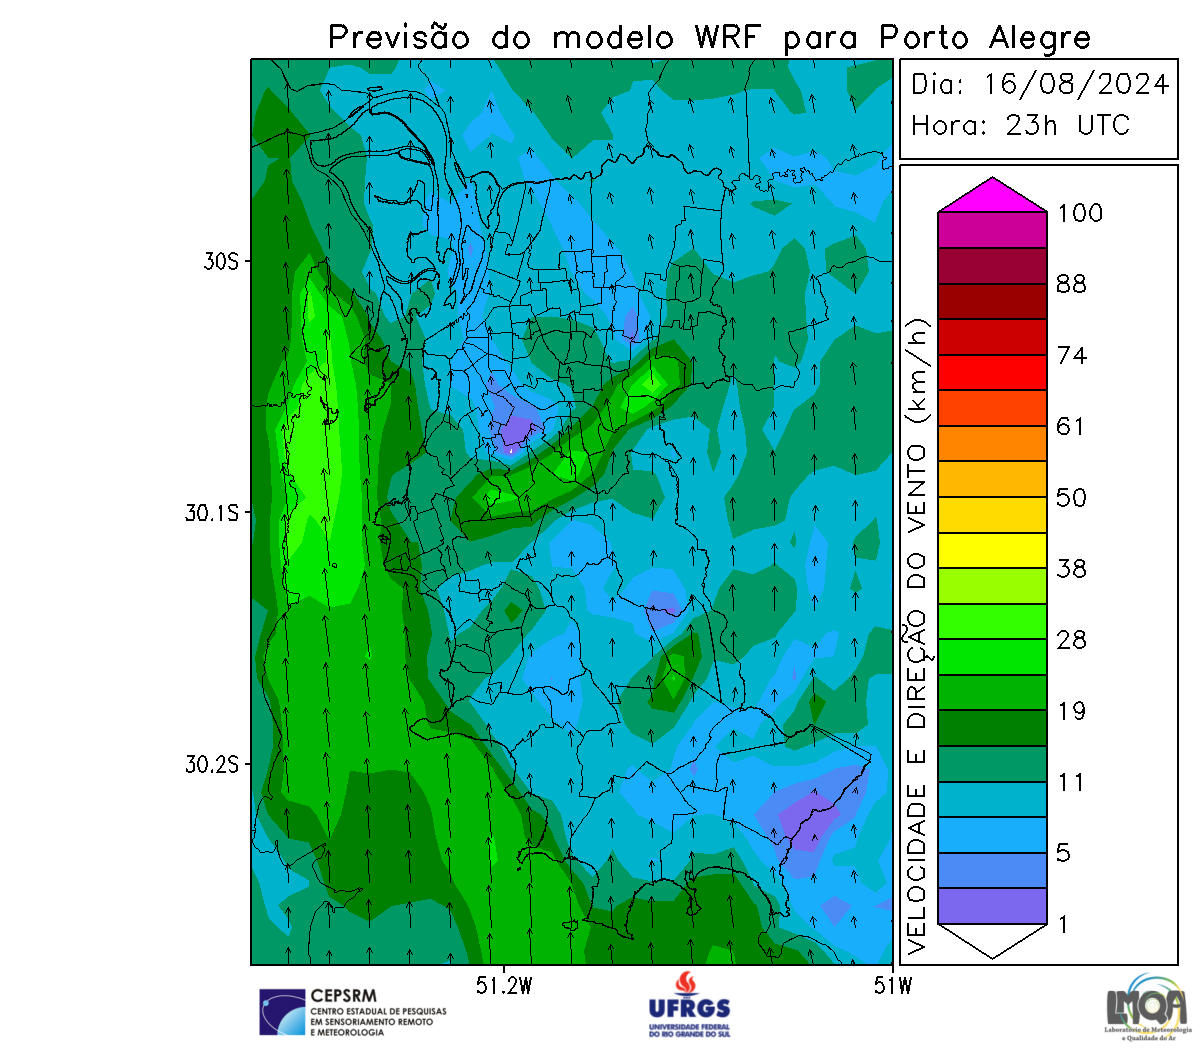 Previsão do modelo WRF para Porto Alegre
Dia: 16/08/2024
Hora: 23h UTC
30S
30.1S
30.2S
51.2W
51W
VELOCIDADE E DIREÇÃO DO VENTO (km/h)
100
88
74
61
50
38
28
19
11
5
1
CEPSRM
CENTRO ESTADUAL DE PESQUISAS
EM SENSORIAMENTO REMOTO
E METEOROLOGIA
UFRGS
UNIVERSIDADE FEDERAL
DO RIO GRANDE DO SUL
LMQA
Laboratório de Meteorologia
e Qualidade do Ar